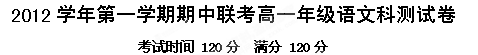 2012 学年第一学期期中联考高一年级语文科测试卷
考试时间 120 分 满分 120 分